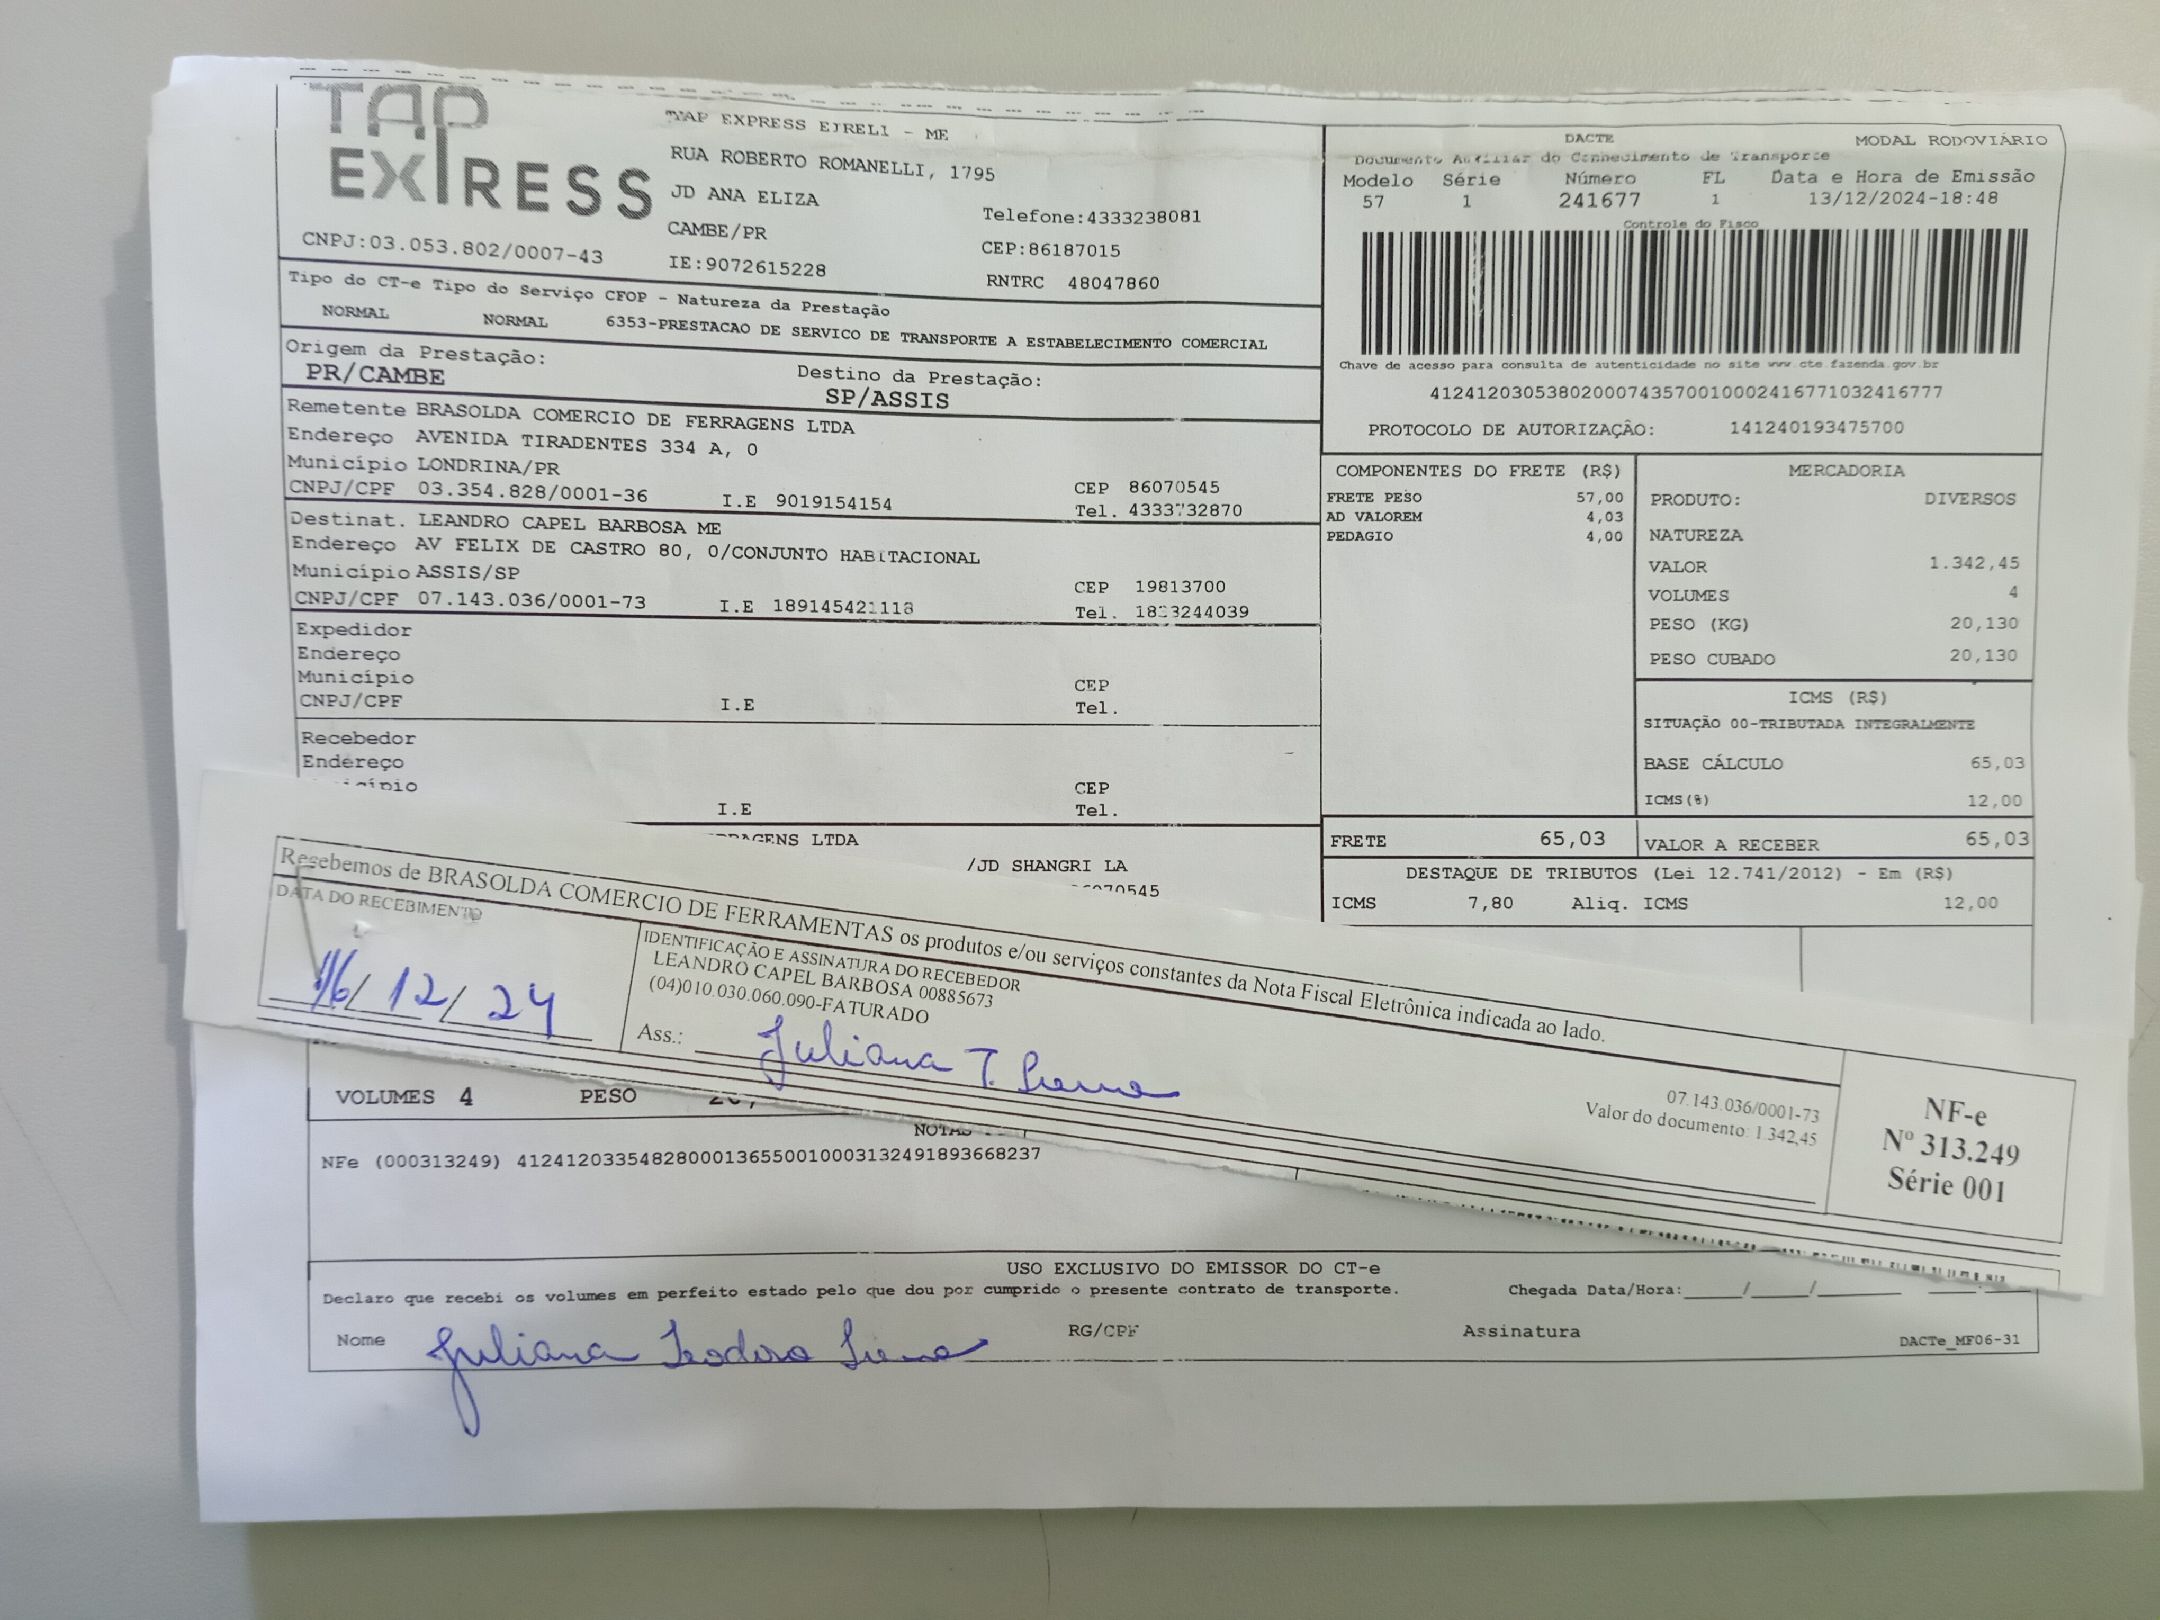 TAP EXPRESS
TAP EXPRESS EIRELI - ME
RUA ROBERTO ROMANELLI, 1795
JD ANA ELIZA
CAMBE/PR
Telefone:4333238081
CEP:86187015
CNPJ:03.053.802/0007-43
IE:9072615228
RNTRC 48047860
DACTE
MODAL RODOVIÁRIO
Documento Auxiliar do Conhecimento de Transporte
Modelo Série Número FL Data e Hora de Emissão
57 1 241677 1 13/12/2024-18:48
Controle do Fisco
Chave de acesso para consulta de autenticidade no site www.cte.fazenda.gov.br
41241203053802000743570010002416771032416777
PROTOCOLO DE AUTORIZAÇÃO: 141240193475700
Tipo do CT-e Tipo do Serviço CFOP - Natureza da Prestação
NORMAL NORMAL 6353-PRESTACAO DE SERVICO DE TRANSPORTE A ESTABELECIMENTO COMERCIAL
Origem da Prestação: Destino da Prestação:
PR/CAMBE SP/ASSIS
Remetente BRASOLDA COMERCIO DE FERRAGENS LTDA
Endereço AVENIDA TIRADENTES 334 A, 0
Município LONDRINA/PR CEP 86070545
CNPJ/CPF 03.354.828/0001-36 I.E 9019154154 Tel. 4333732870
Destinat. LEANDRO CAPEL BARBOSA ME
Endereço AV FELIX DE CASTRO 80, 0/CONJUNTO HABITACIONAL
Município ASSIS/SP CEP 19813700
CNPJ/CPF 07.143.036/0001-73 I.E 189145421118 Tel. 1833244039
Expedidor
Endereço
Município CEP
CNPJ/CPF I.E Tel.
Recebedor
Endereço
CEP
I.E Tel.
LTDA
/JD SHANGRI LA
COMPONENTES DO FRETE (R$)
FRETE PESO 57,00
AD VALOREM 4,03
PEDAGIO 4,00
MERCADORIA
PRODUTO: DIVERSOS
NATUREZA
VALOR 1.342,45
VOLUMES 4
PESO (KG) 20,130
PESO CUBADO 20,130
ICMS (R$)
SITUAÇÃO 00-TRIBUTADA INTEGRALMENTE
BASE CÁLCULO 65,03
ICMS(%) 12,00
FRETE 65,03 VALOR A RECEBER 65,03
DESTAQUE DE TRIBUTOS (Lei 12.741/2012) - Em (R$)
ICMS 7,80 Aliq. ICMS 12,00
Recebemos de BRASOLDA COMERCIO DE FERRAMENTAS os produtos e/ou serviços constantes da Nota Fiscal Eletrônica indicada ao lado.
DATA DO RECEBIMENTO
16/12/24
IDENTIFICAÇÃO E ASSINATURA DO RECEBEDOR
LEANDRO CAPEL BARBOSA 00885673
(04)010.030.060.090-FATURADO
Ass.: Juliana T.
07.143.036/0001-73
Valor do documento: 1.342,45
NF-e
Nº 313.249
Série 001
VOLUMES 4 PESO
NFe (000313249) 41241203354828000136550010003132491893668237
USO EXCLUSIVO DO EMISSOR DO CT-e
Declaro que recebi os volumes em perfeito estado pelo que dou por cumprido o presente contrato de transporte. Chegada Data/Hora:
Nome Juliana Teodoro RG/CPF Assinatura
DACTe_MF06-31